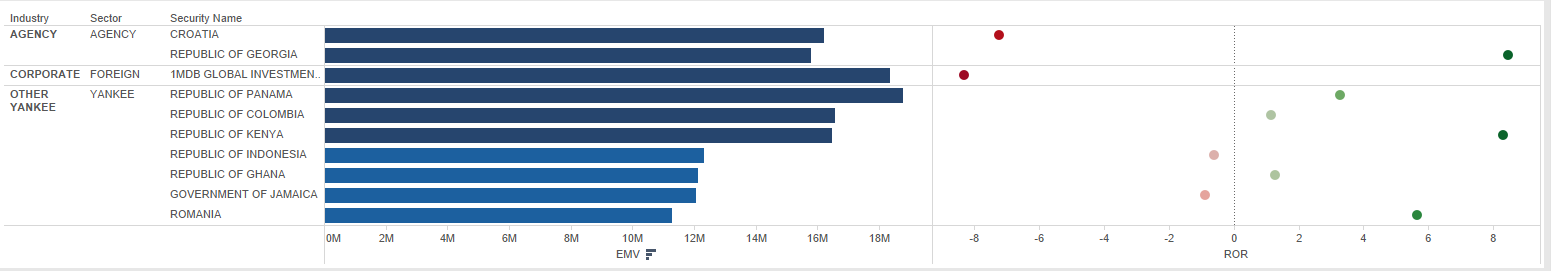 Industry Sector Security Name
AGENCY AGENCY CROATIA
REPUBLIC OF GEORGIA
CORPORATE FOREIGN 1MDB GLOBAL INVESTMEN..
OTHER YANKEE REPUBLIC OF PANAMA
YANKEE
REPUBLIC OF COLOMBIA
REPUBLIC OF KENYA
REPUBLIC OF INDONESIA
REPUBLIC OF GHANA
GOVERNMENT OF JAMAICA
ROMANIA
0M 2M 4M 6M 8M 10M 12M 14M 16M 18M -8 -6 -4 -2 0 2 4 6 8
EMV ROR